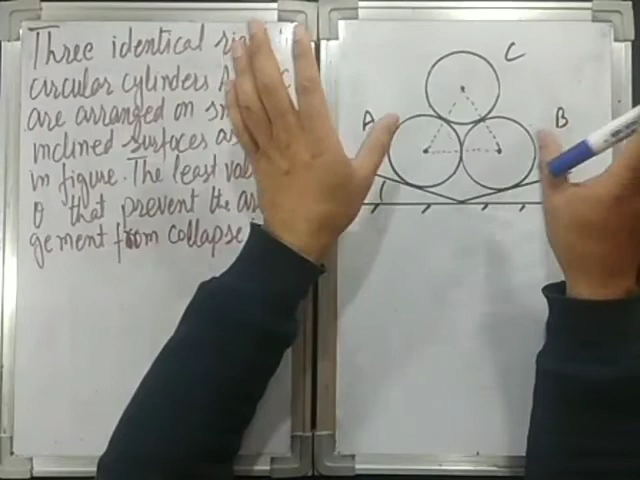 Three identical
circular cylinders
are arranged on
inclined surfaces
in figure. The least
θ that prevent the
gement from collapse
A
B
C